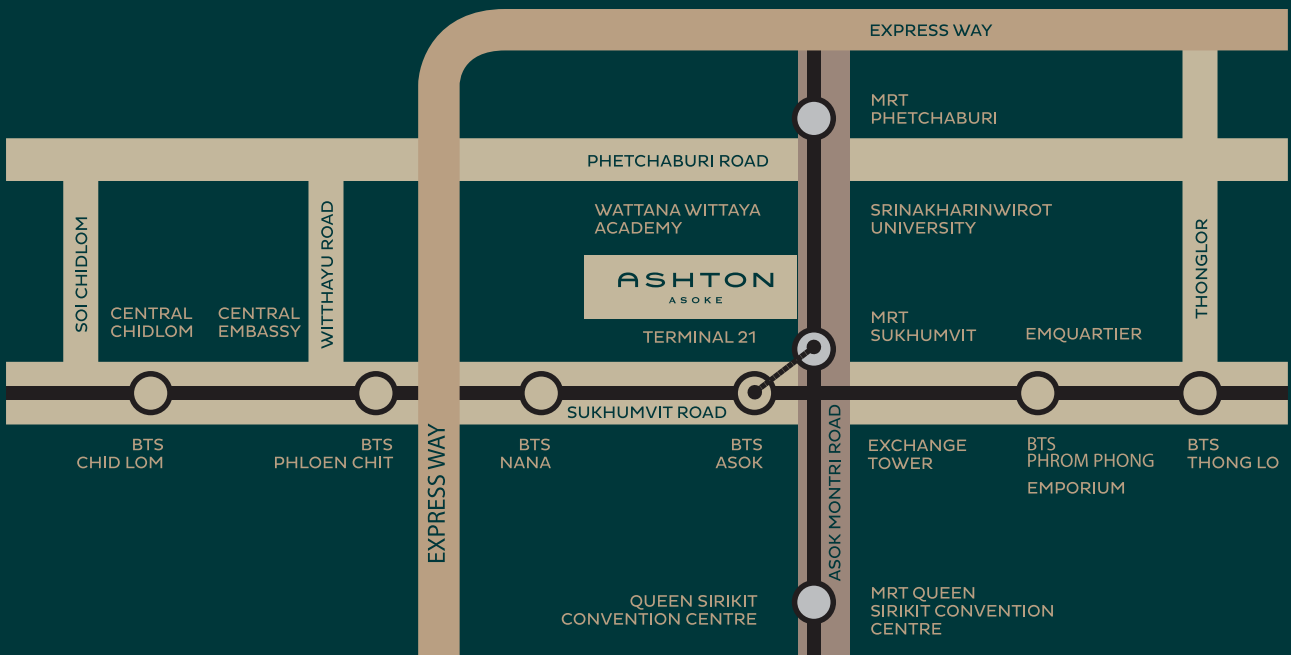 EXPRESS WAY
MRT
PHETCHABURI
PHETCHABURI ROAD
WATTANA WITTAYA
ACADEMY
SRINAKHARINWIROT
UNIVERSITY
SOI CHIDLOM
WITTHAYU ROAD
THONGLOR
ASHTON
ASOKE
CENTRAL
CHIDLOM
CENTRAL
EMBASSY
TERMINAL 21
MRT
SUKHUMVIT
EMQUARTIER
SUKHUMVIT ROAD
BTS
CHID LOM
BTS
PHLOEN CHIT
EXPRESS WAY
BTS
NANA
BTS
ASOK
ASOK MONTRI ROAD
EXCHANGE
TOWER
BTS
PHROM PHONG
EMPORIUM
BTS
THONG LO
QUEEN SIRIKIT
CONVENTION CENTRE
MRT QUEEN
SIRIKIT CONVENTION
CENTRE